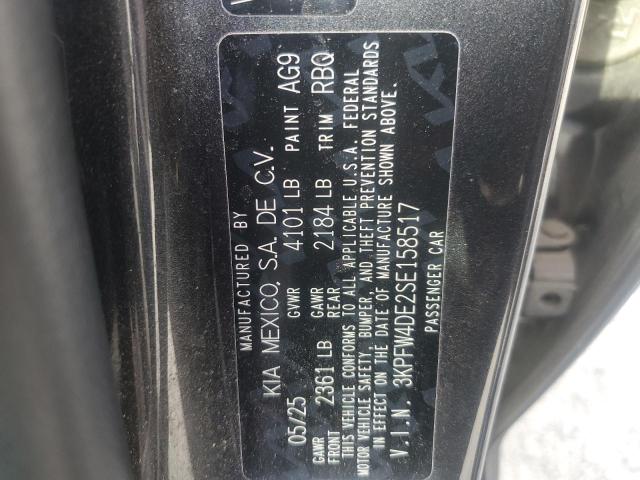 MANUFACTURED BY
KIA MEXICO, S.A. DE C.V.
05/25 GVWR 4101 LB PAINT AG9
GAWR FRONT 2361 LB GAWR REAR 2184 LB TRIM RBQ
THIS VEHICLE CONFORMS TO ALL APPLICABLE U.S.A. FEDERAL
MOTOR VEHICLE SAFETY, BUMPER, AND THEFT PREVENTION STANDARDS
IN EFFECT ON THE DATE OF MANUFACTURE SHOWN ABOVE.
V.I.N. 3KPFW4DE2SE158517
PASSENGER CAR